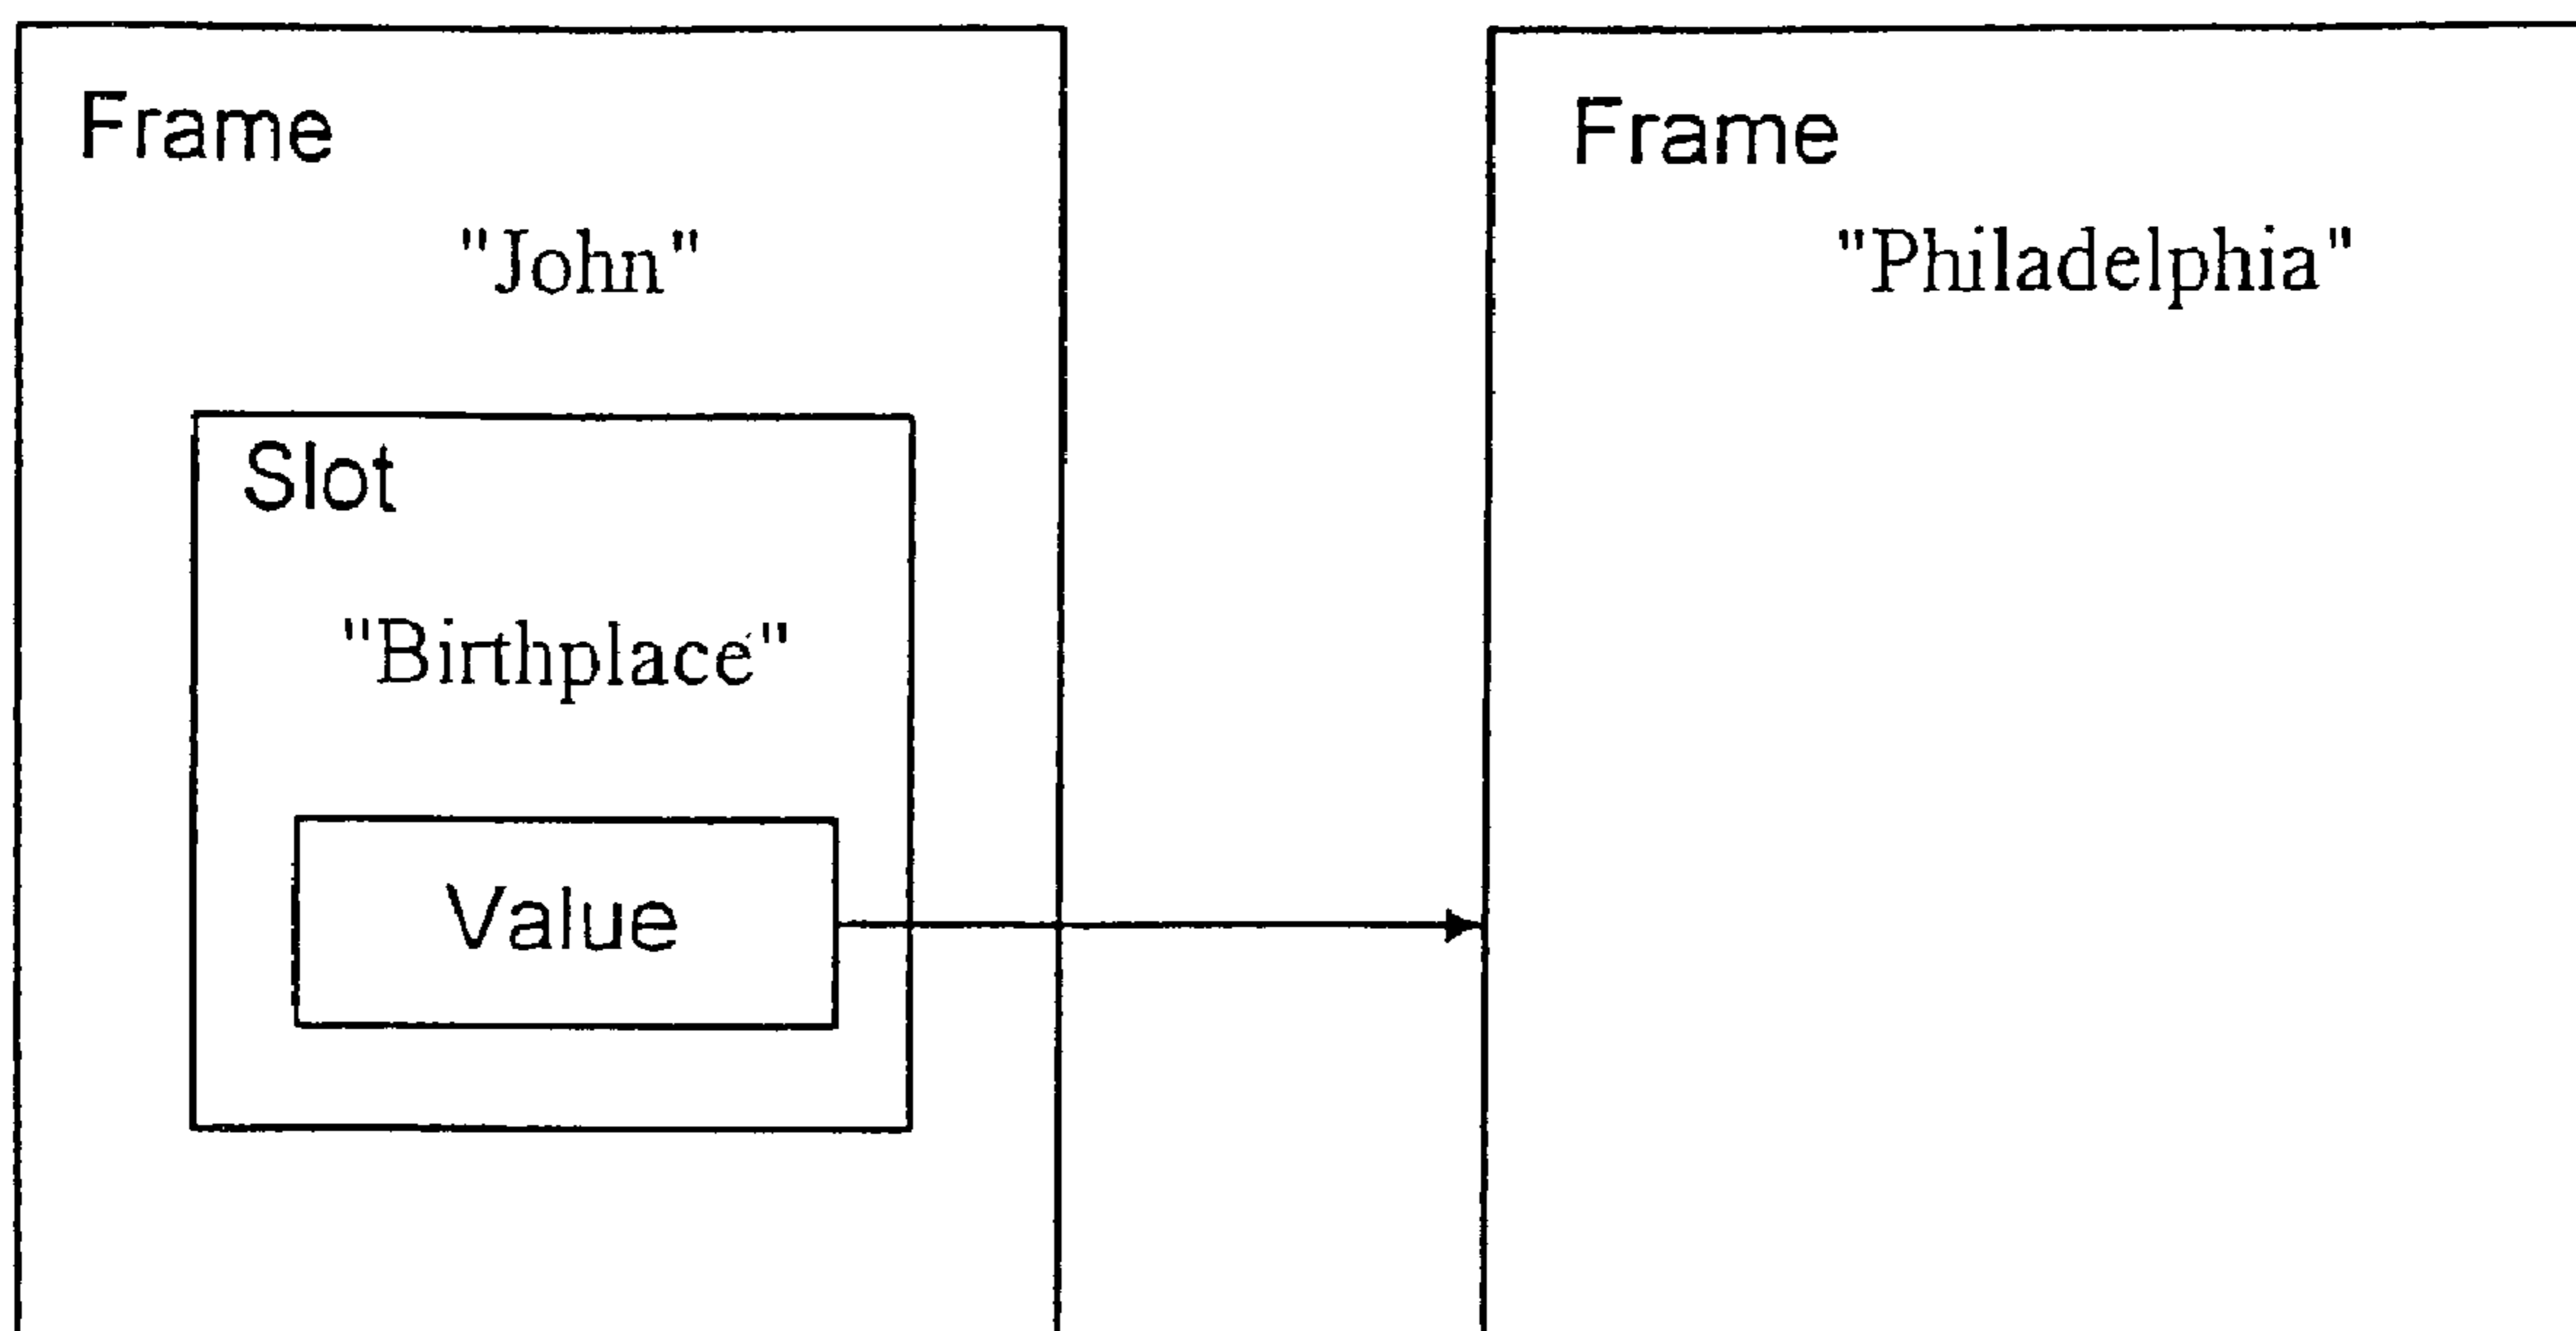 Frame
"John"
Slot
"Birthplace"
Value
Frame
"Philadelphia"